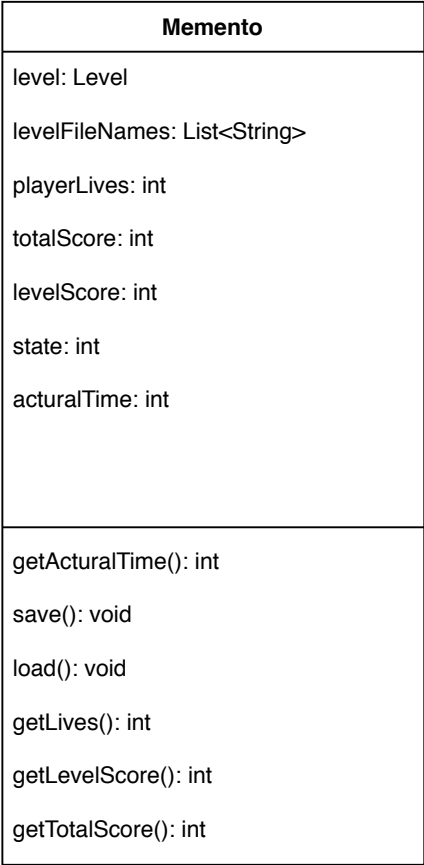 Memento
level: Level
levelFileNames: List<String>
playerLives: int
totalScore: int
levelScore: int
state: int
acturalTime: int
getActuralTime(): int
save(): void
load(): void
getLives(): int
getLevelScore(): int
getTotalScore(): int